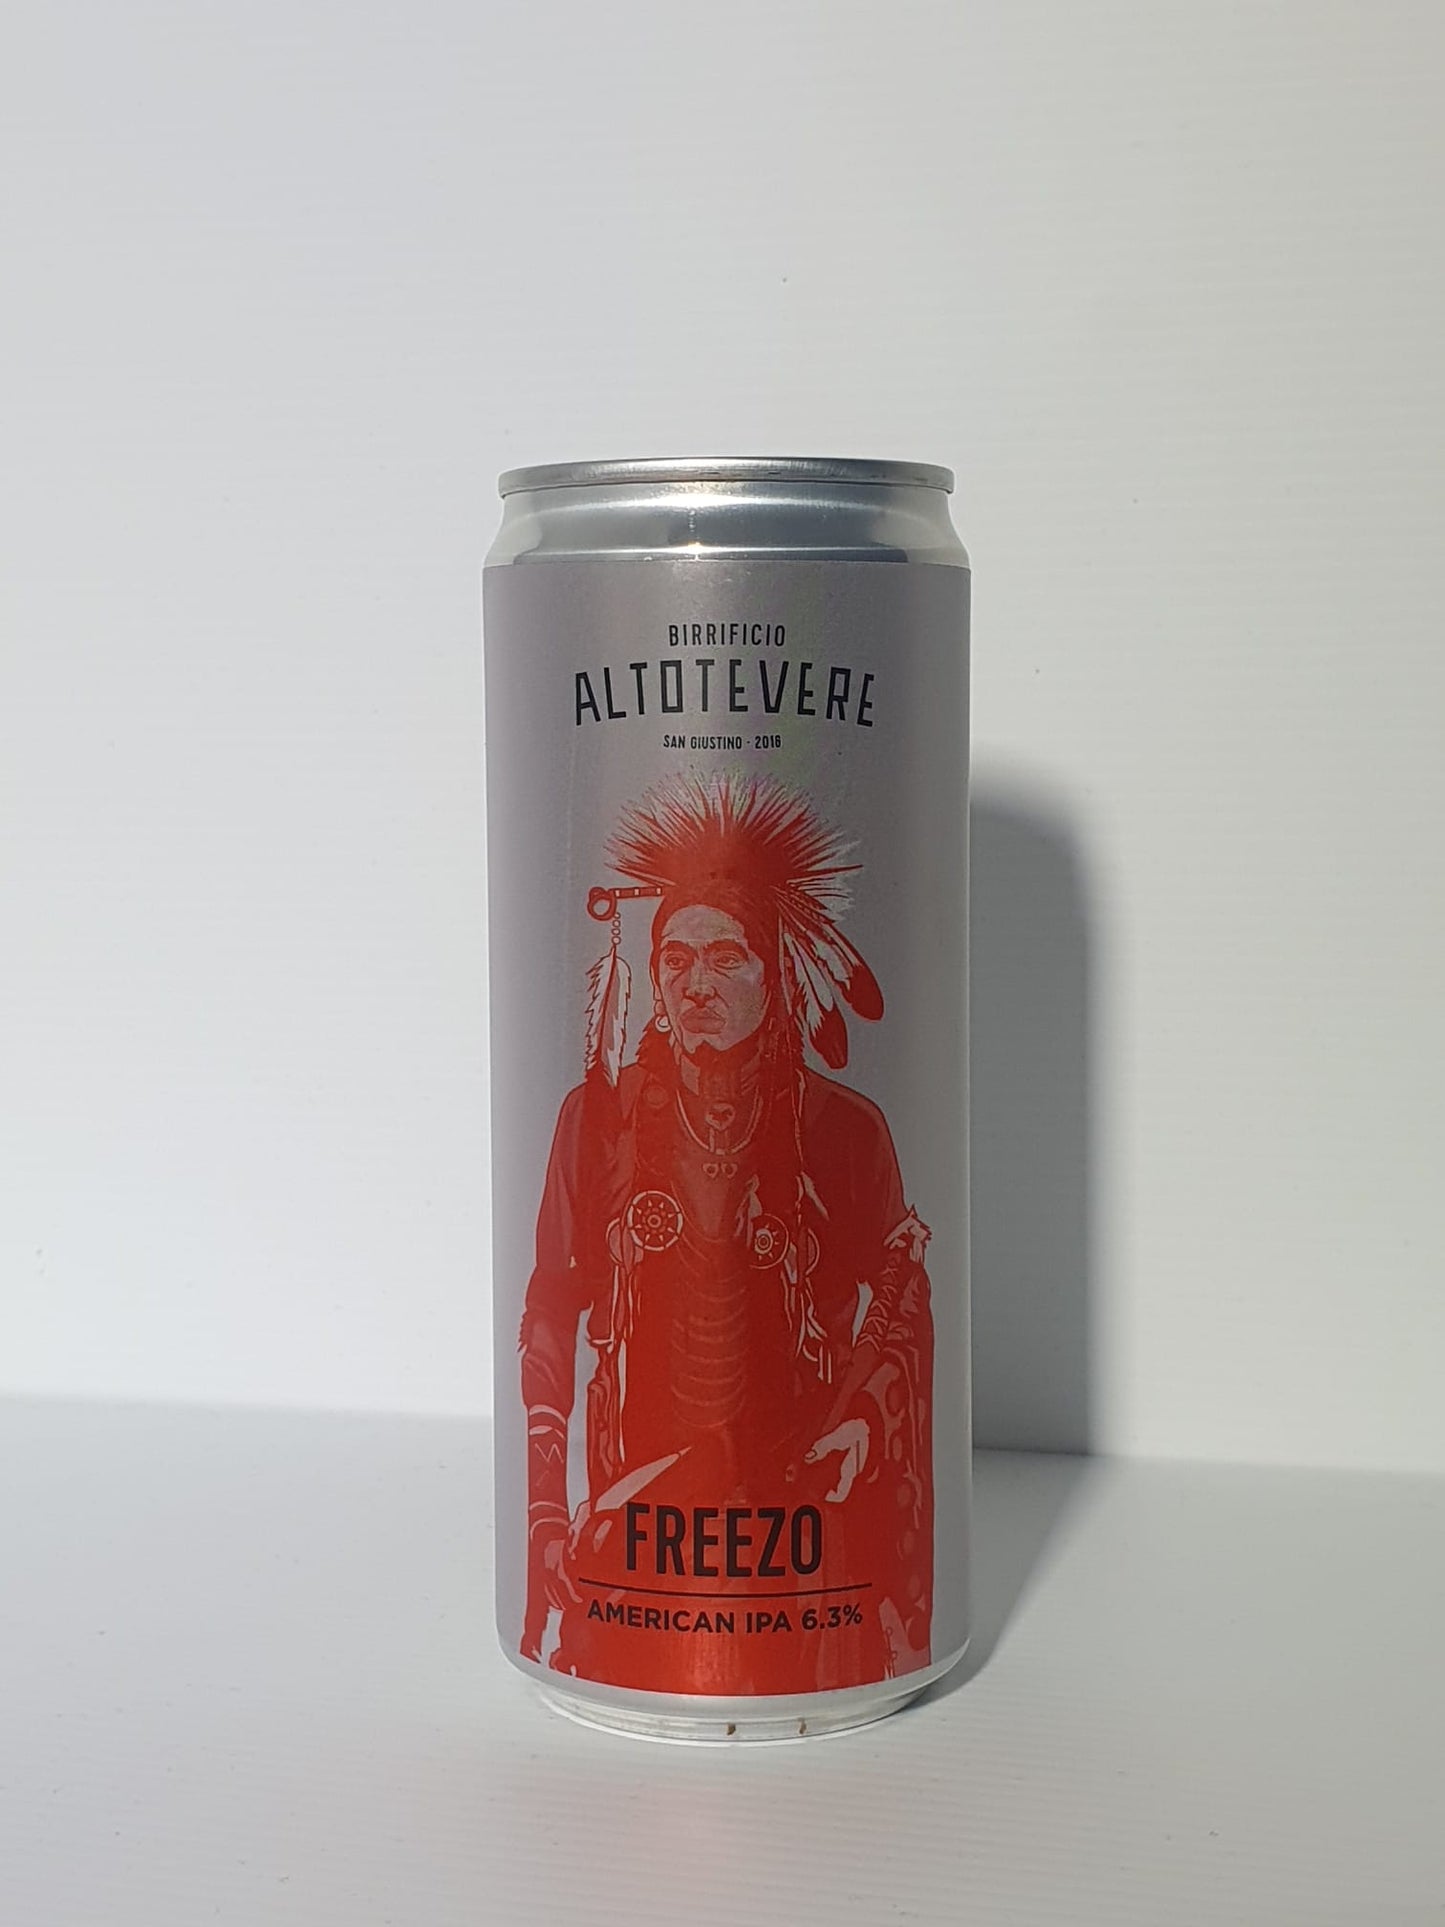 BIRRIFICIO
ALTOTEVERE
SAN GIUSTINO - 2016
FREEZO
AMERICAN IPA 6.3%